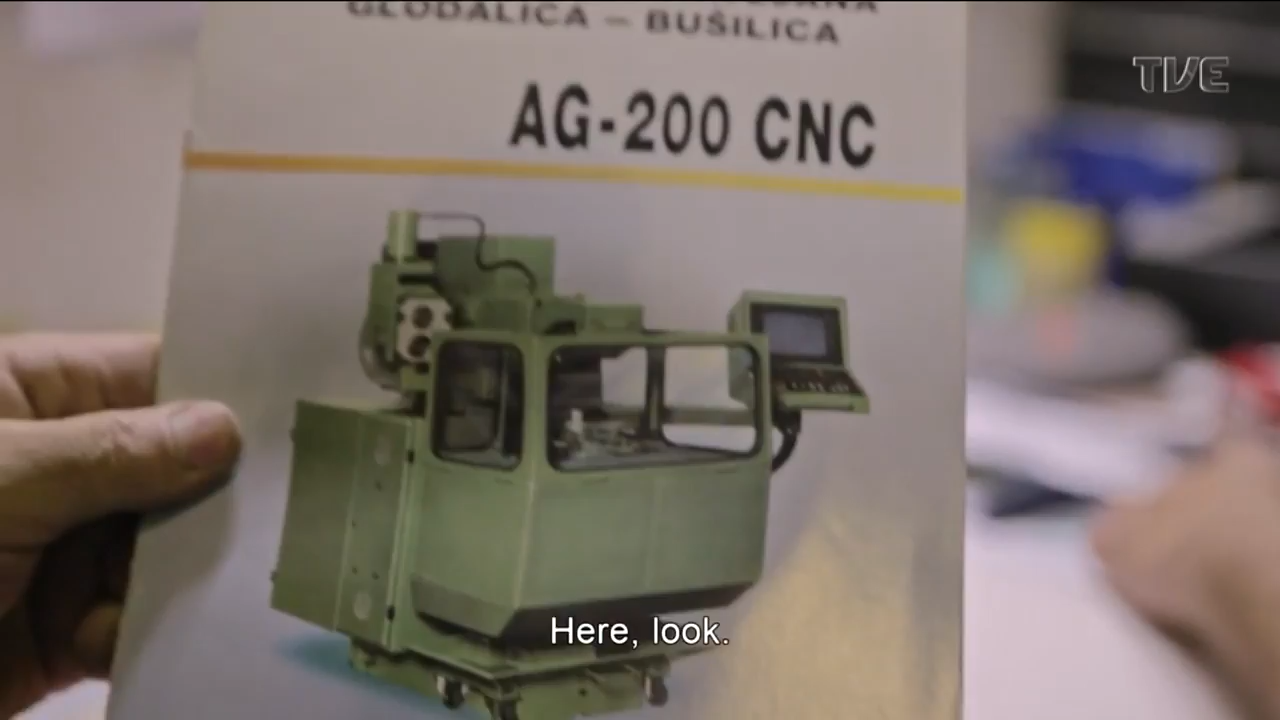 GLODALICA – BUŠILICA
AG-200 CNC
TVE
Here, look.